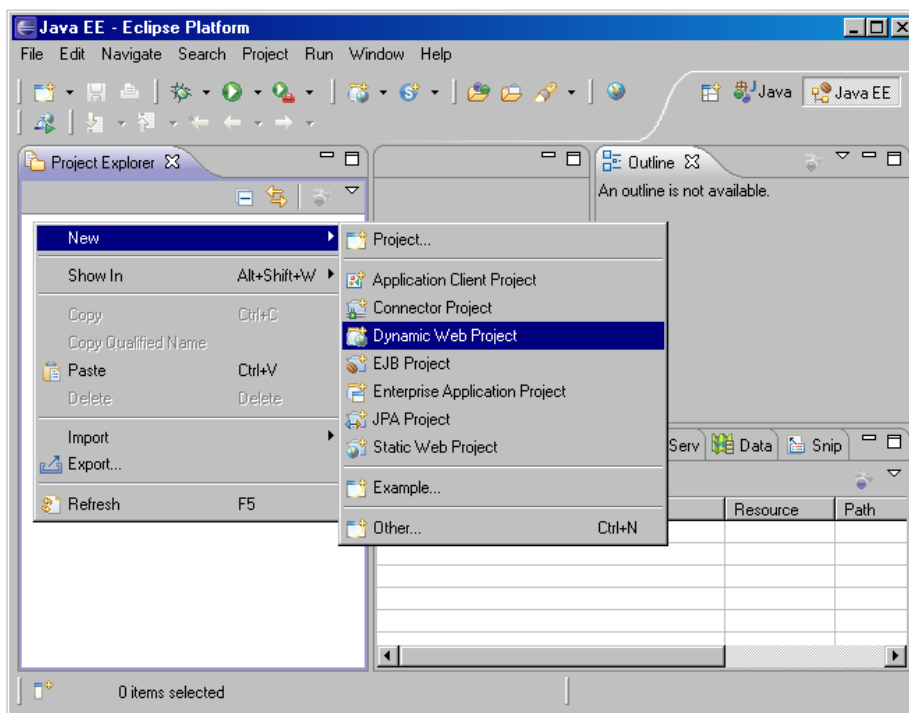 Java EE - Eclipse Platform
File Edit Navigate Search Project Run Window Help
Java Java EE
Project Explorer
Outline
An outline is not available.
New
Show In Alt+Shift+W
Copy Ctrl+C
Copy Qualified Name
Paste Ctrl+V
Delete Delete
Import
Export...
Refresh F5
Project...
Application Client Project
Connector Project
Dynamic Web Project
EJB Project
Enterprise Application Project
JPA Project
Static Web Project
Example...
Other... Ctrl+N
Serv Data Snip
Resource Path
0 items selected